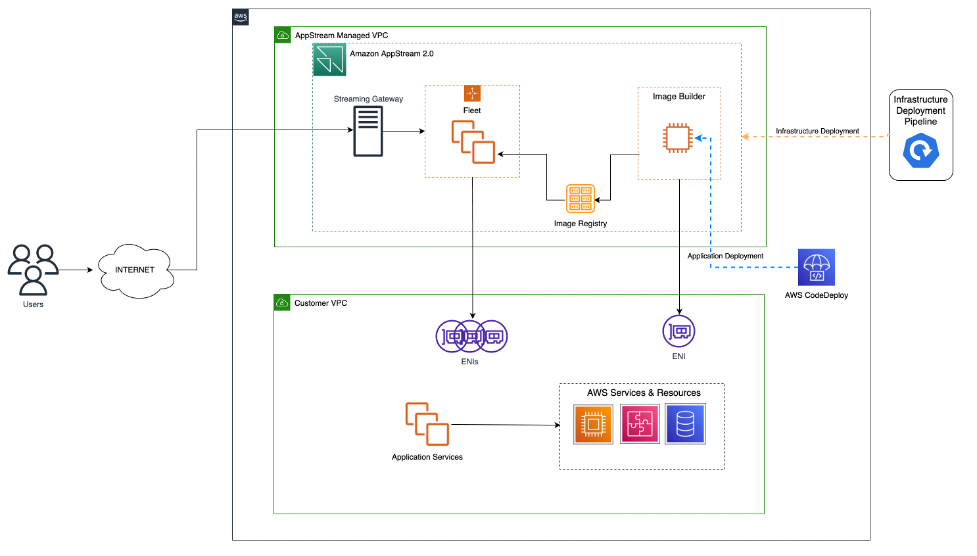 aws
AppStream Managed VPC
Amazon AppStream 2.0
Streaming Gateway
Fleet
Image Builder
Infrastructure
Deployment
Pipeline
Infrastructure Deployment
Image Registry
Application Deployment
INTERNET
Users
AWS CodeDeploy
Customer VPC
ENIs
ENI
AWS Services & Resources
Application Services